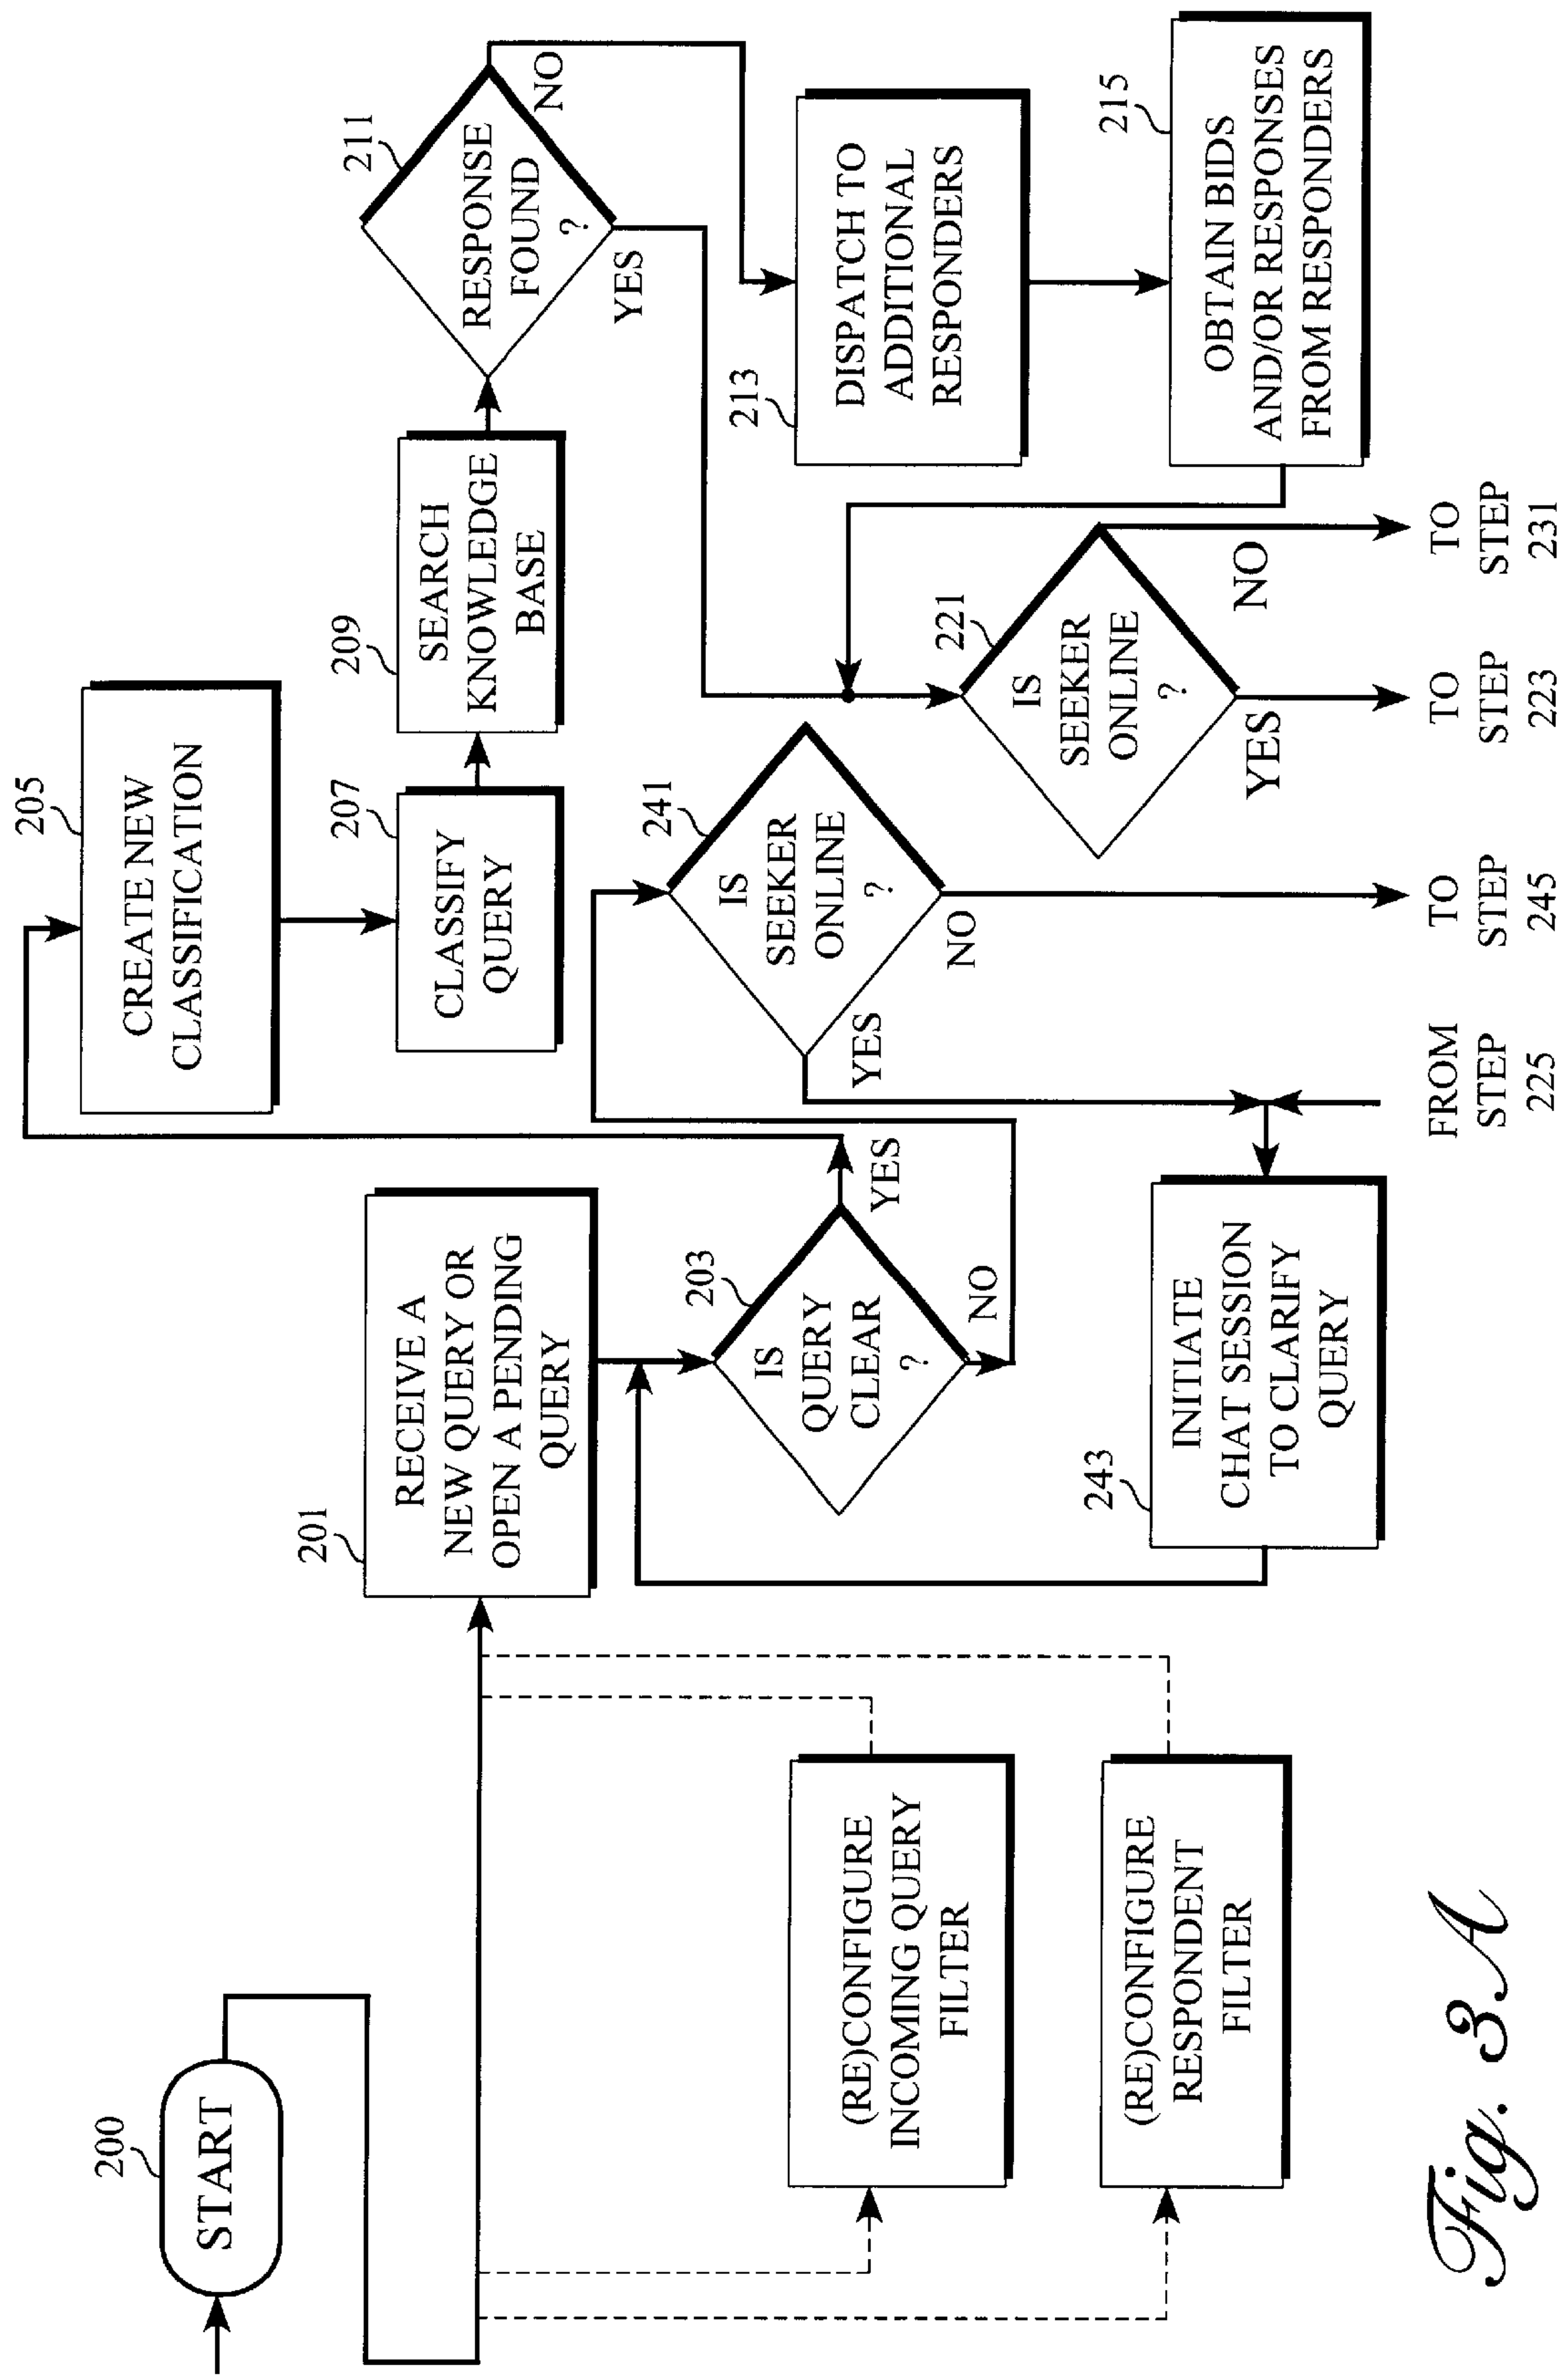 200
START
(RE)CONFIGURE
INCOMING QUERY
FILTER
(RE)CONFIGURE
RESPONDENT
FILTER
201
RECEIVE A
NEW QUERY OR
OPEN A PENDING
QUERY
203
IS
QUERY
CLEAR
?
YES
NO
243
INITIATE
CHAT SESSION
TO CLARIFY
QUERY
205
CREATE NEW
CLASSIFICATION
207
CLASSIFY
QUERY
209
SEARCH
KNOWLEDGE
BASE
211
RESPONSE
FOUND
?
NO
YES
213
DISPATCH TO
ADDITIONAL
RESPONDERS
215
OBTAIN BIDS
AND/OR RESPONSES
FROM RESPONDERS
241
IS
SEEKER
ONLINE
?
YES
NO
221
IS
SEEKER
ONLINE
?
NO
YES
FROM
STEP
225
TO
STEP
245
TO
STEP
223
TO
STEP
231
Fig. 3A